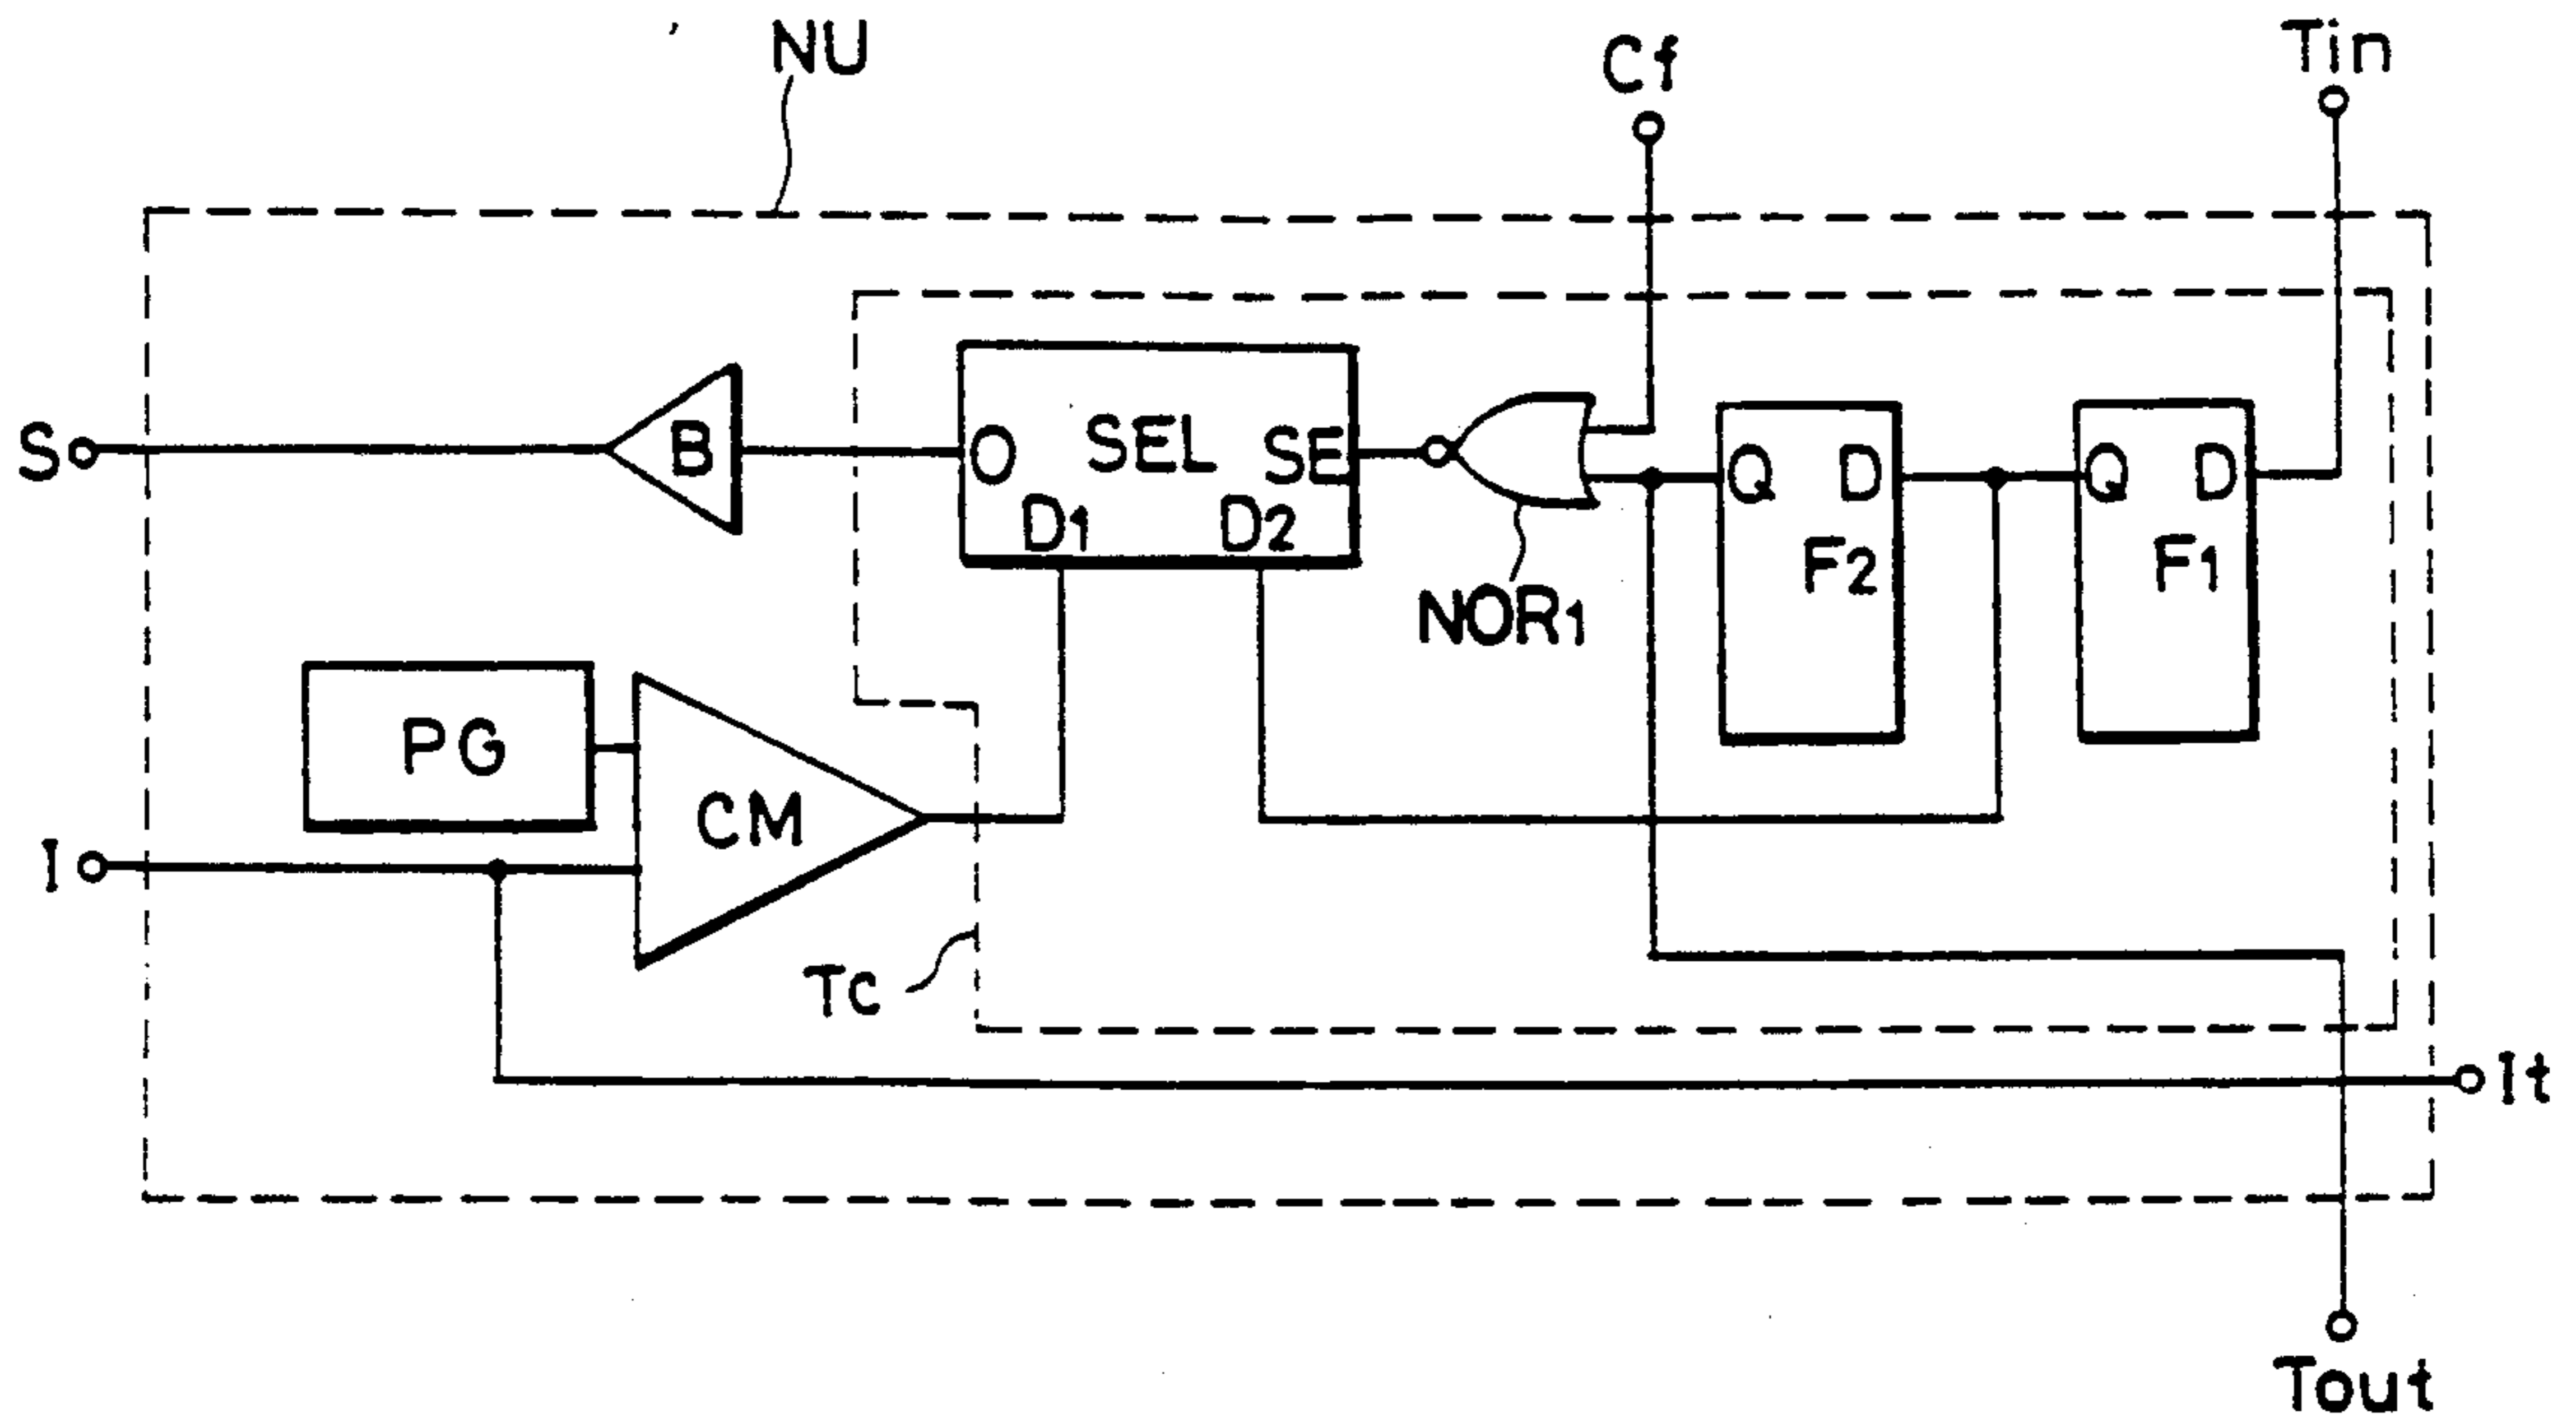 NU
Cf
Tin
S
B
O
SEL
SE
D1
D2
Q
D
F2
Q
D
F1
NOR1
PG
CM
I
Tc
It
Tout